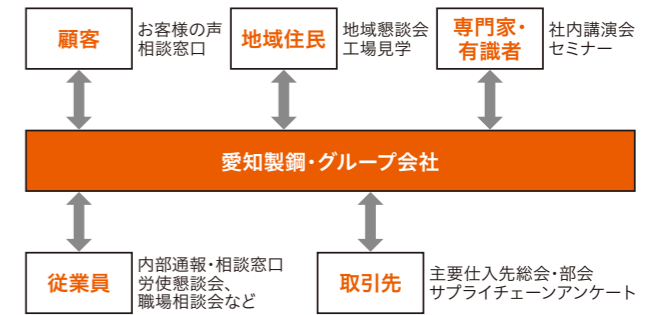 顧客
お客様の声
相談窓口
地域住民
地域懇談会
工場見学
専門家・
有識者
社内講演会
セミナー
愛知製鋼・グループ会社
従業員
内部通報・相談窓口
労使懇談会、
職場相談会など
取引先
主要仕入先総会・部会
サプライチェーンアンケート